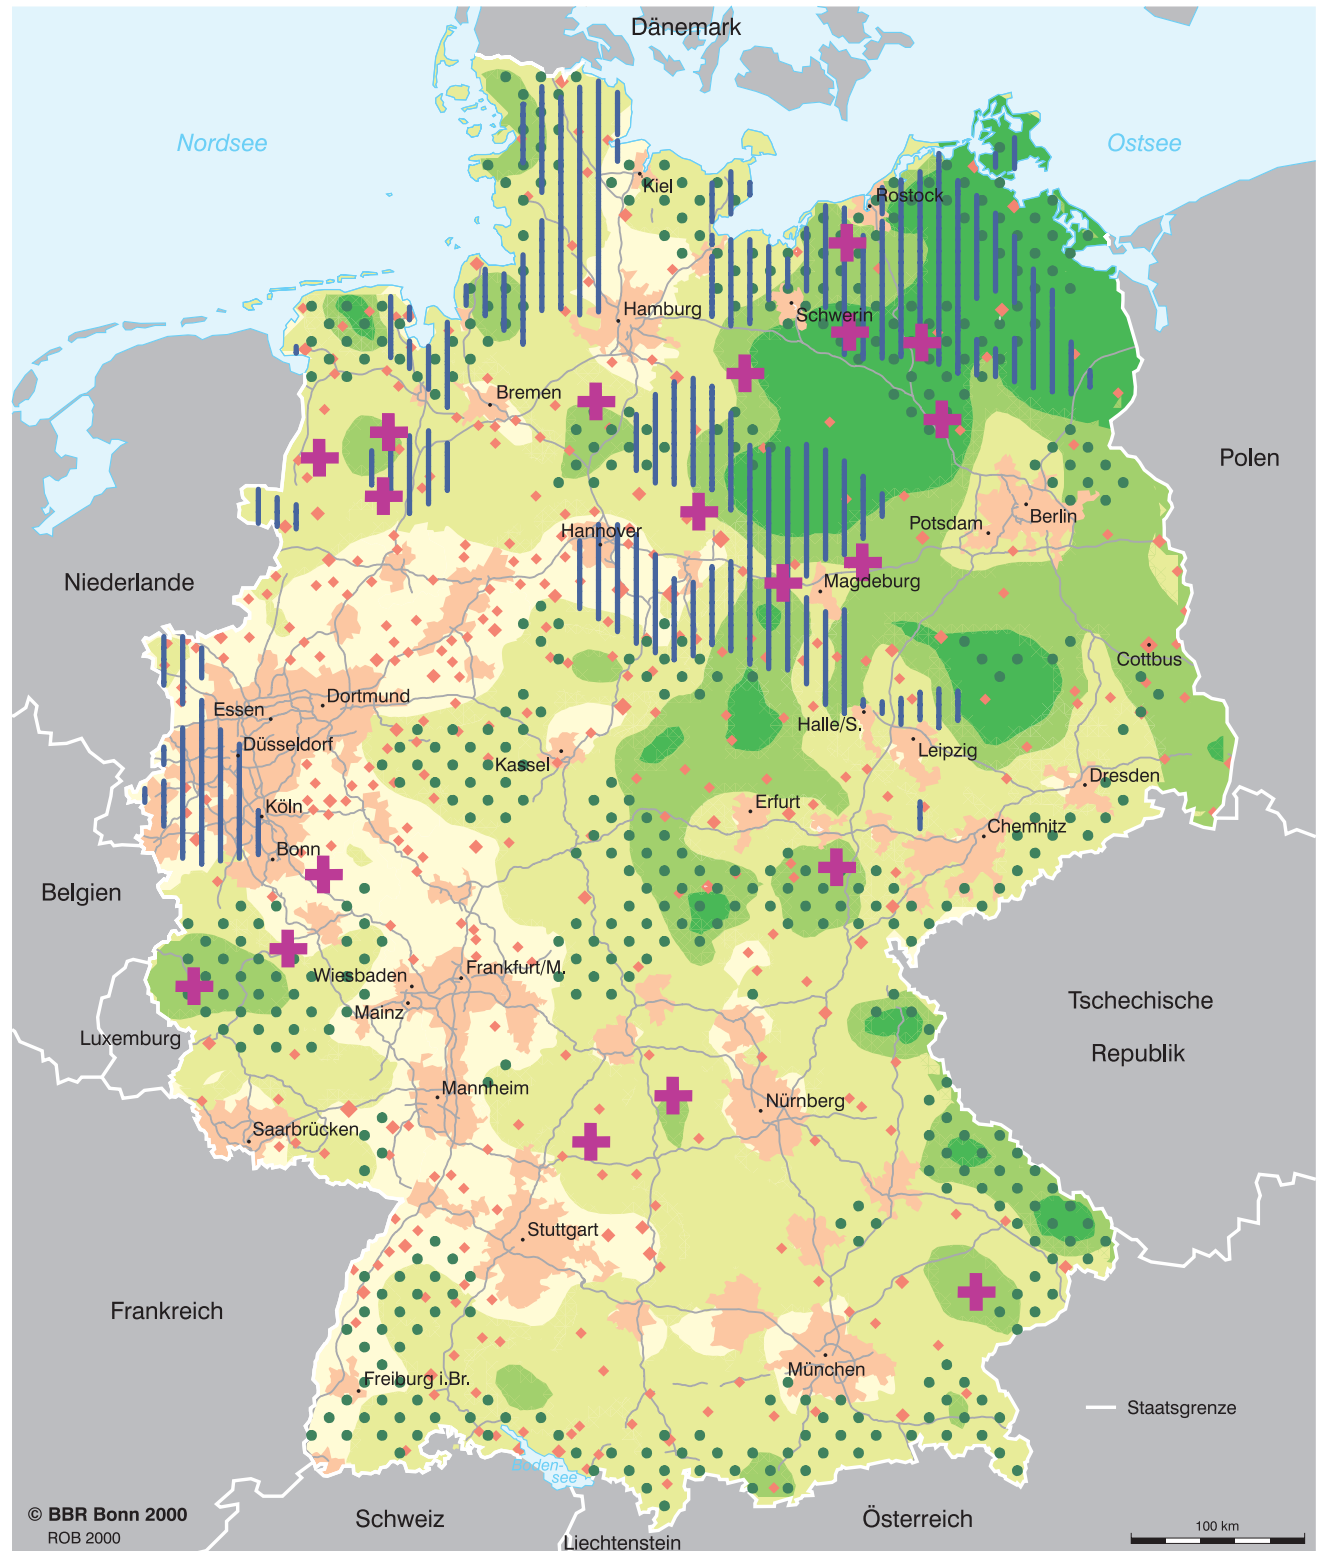 Dänemark
Nordsee
Ostsee
Kiel
Rostock
Hamburg
Schwerin
Bremen
Polen
Berlin
Potsdam
Hannover
Niederlande
Magdeburg
Cottbus
Dortmund
Essen
Halle/S.
Düsseldorf
Leipzig
Kassel
Dresden
Köln
Erfurt
Chemnitz
Bonn
Belgien
Wiesbaden
Frankfurt/M.
Mainz
Tschechische
Republik
Luxemburg
Mannheim
Nürnberg
Saarbrücken
Stuttgart
Frankreich
München
Freiburg i.Br.
Staatsgrenze
Boden-
see
© BBR Bonn 2000
ROB 2000
Schweiz
Österreich
Liechtenstein
100 km